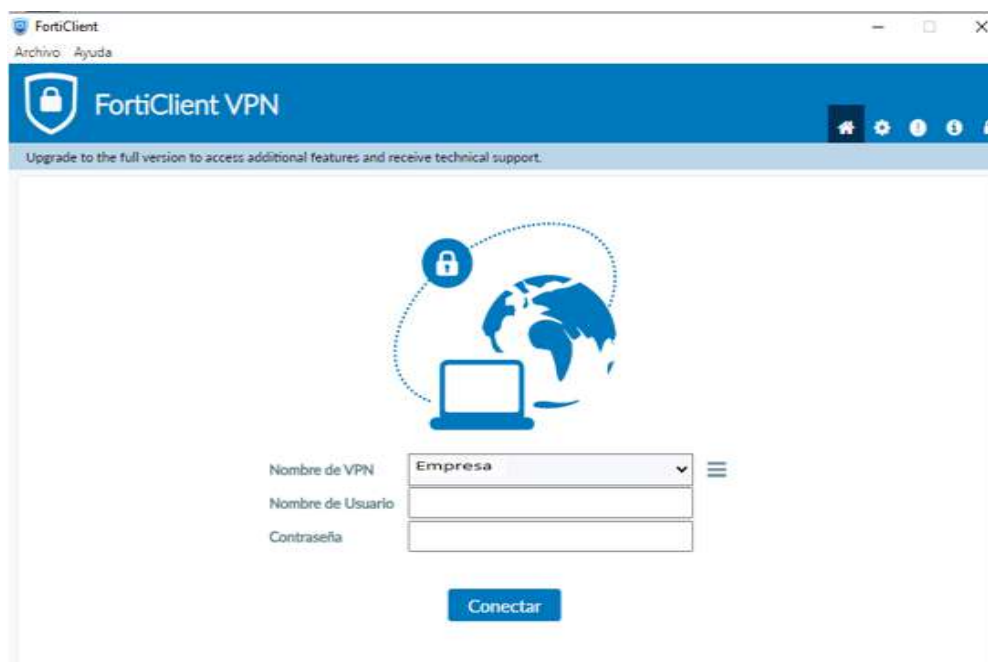 FortiClient
Archivo Ayuda
FortiClient VPN
Upgrade to the full version to access additional features and receive technical support.
Nombre de VPN Empresa
Nombre de Usuario
Contraseña
Conectar